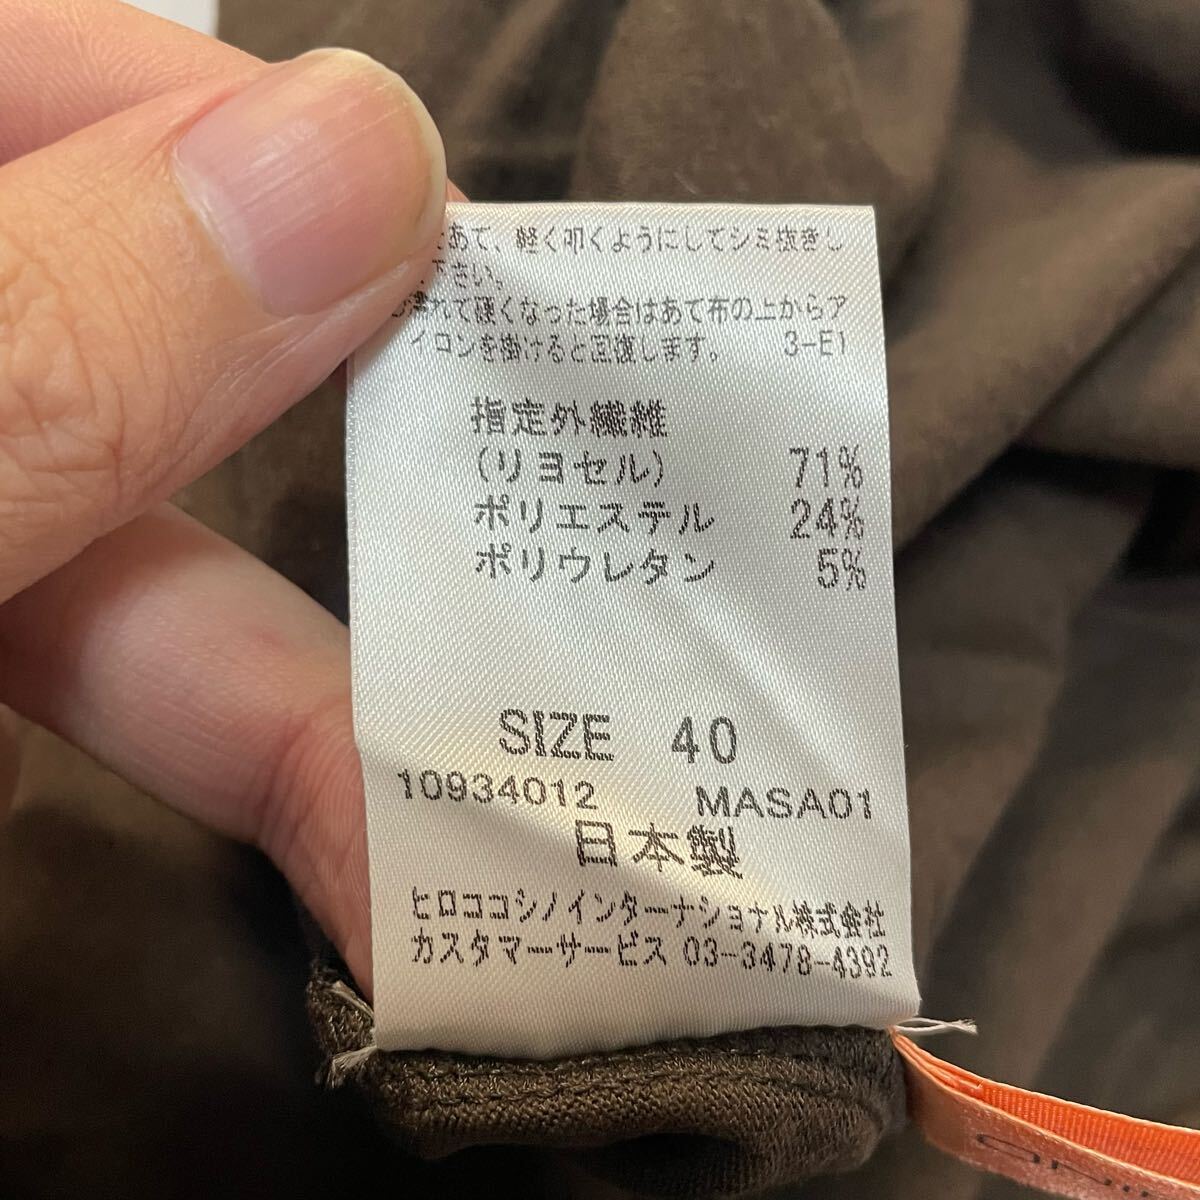 であて、軽く叩くようにしてシミ抜きし
下さい。
濡れて硬くなった場合はあて布の上からア
イロンを掛けると回復します。 3-E1
指定外繊維
(リヨセル) 71%
ポリエステル 24%
ポリウレタン 5%
SIZE 40
10934012 MASA01
日本製
ヒロココシノインターナショナル株式会社
カスタマーサービス 03-3478-4392